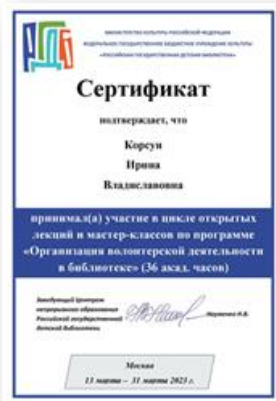 МИНИСТЕРСТВО КУЛЬТУРЫ РОССИЙСКОЙ ФЕДЕРАЦИИ
ФЕДЕРАЛЬНОЕ ГОСУДАРСТВЕННОЕ БЮДЖЕТНОЕ УЧРЕЖДЕНИЕ КУЛЬТУРЫ
«РОССИЙСКАЯ ГОСУДАРСТВЕННАЯ ДЕТСКАЯ БИБЛИОТЕКА»
Сертификат
подтверждает, что
Корсун
Ирина
Владиславовна
принимал(а) участие в цикле открытых
лекций и мастер-классов по программе
«Организация волонтерской деятельности
в библиотеке» (36 акад. часов)
Заведующий Центром
непрерывного образования
Российской государственной
детской библиотеки
Науменко Н.В.
Москва
13 марта – 31 марта 2023 г.